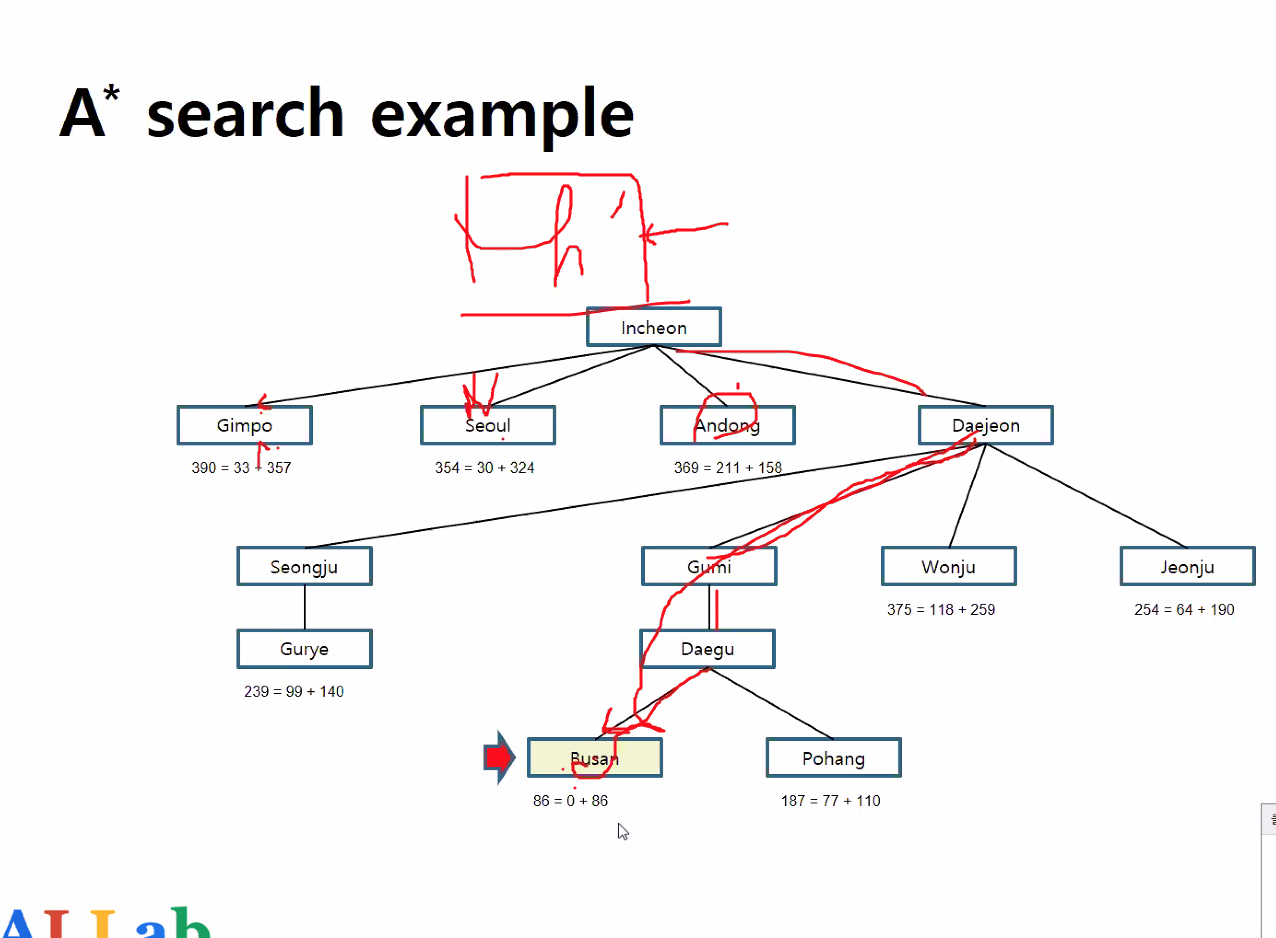 A* search example
h
Incheon
Gimpo Seoul Andong Daejeon
390 = 33 + 357 354 = 30 + 324 369 = 211 + 158
Seongju Gumi Wonju Jeonju
375 = 118 + 259 254 = 64 + 190
Gurye Daegu
239 = 99 + 140
Busan Pohang
86 = 0 + 86 187 = 77 + 110